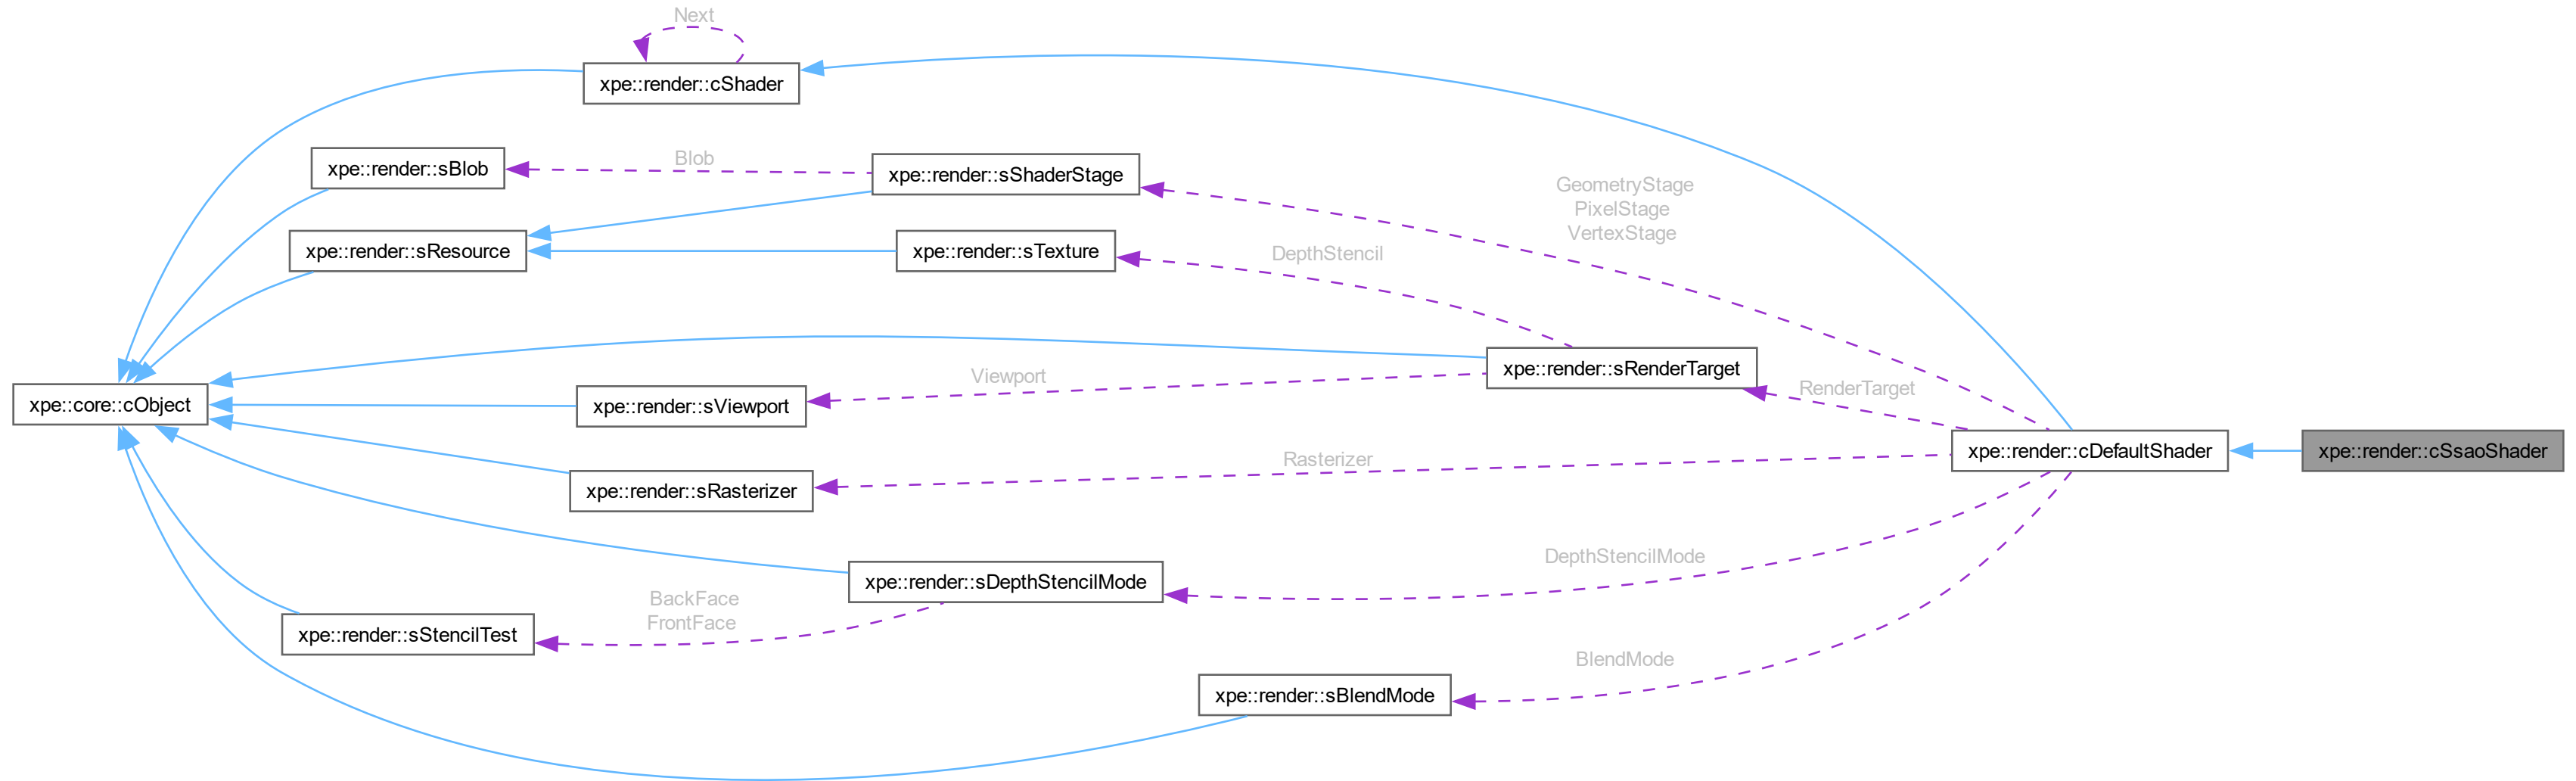 Next
xpe::render::cShader
xpe::render::sBlob
Blob
xpe::render::sShaderStage
GeometryStage
PixelStage
VertexStage
xpe::render::sResource
xpe::render::sTexture
DepthStencil
xpe::core::cObject
Viewport
xpe::render::sViewport
xpe::render::sRenderTarget
RenderTarget
xpe::render::cDefaultShader
xpe::render::cSsaoShader
Rasterizer
xpe::render::sRasterizer
DepthStencilMode
xpe::render::sDepthStencilMode
BackFace
FrontFace
xpe::render::sStencilTest
BlendMode
xpe::render::sBlendMode